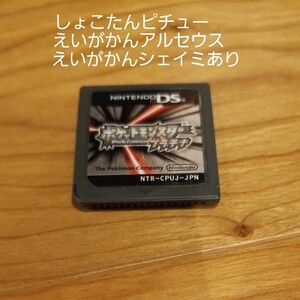 しょこたんピチュー
えいがかんアルセウス
えいがかんシェイミあり
NINTENDO DS
ポケットモンスター
POKÉMON
プラチナ
The Pokémon Company
Nintendo
NTR-CPUJ-JPN